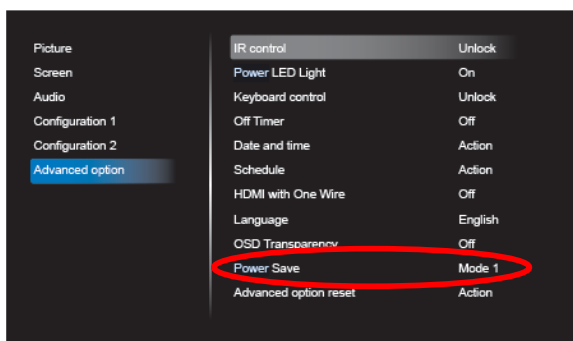 Picture
Screen
Audio
Configuration 1
Configuration 2
Advanced option
IR control Unlock
Power LED Light On
Keyboard control Unlock
Off Timer Off
Date and time Action
Schedule Action
HDMI with One Wire Off
Language English
OSD Transparency Off
Power Save Mode 1
Advanced option reset Action